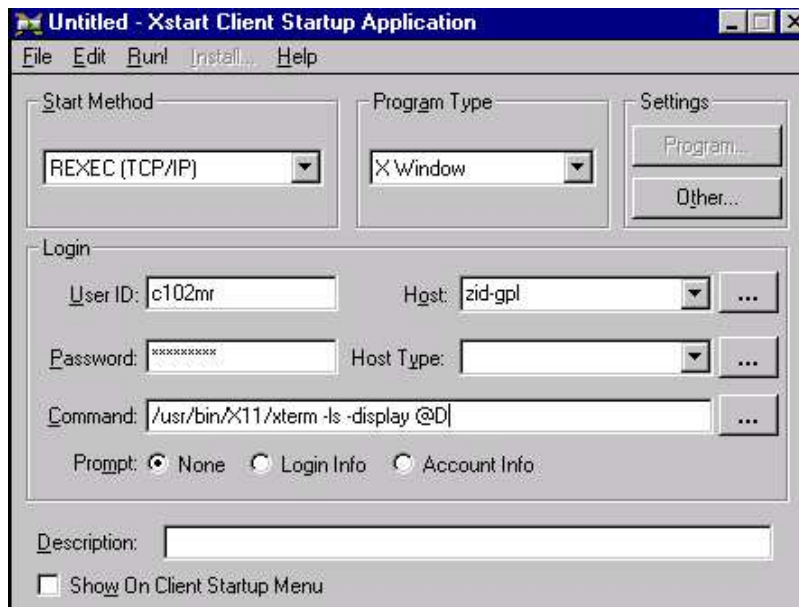 Untitled - Xstart Client Startup Application
File Edit Run! Install... Help
Start Method
Program Type
Settings
REXEC (TCP/IP)
X Window
Program...
Other...
Login
User ID: c102mr
Host: zid-gpl
...
Password: *********
Host Type:
...
Command: /usr/bin/X11/xterm -ls -display @D
...
Prompt: None Login Info Account Info
Description:
Show On Client Startup Menu